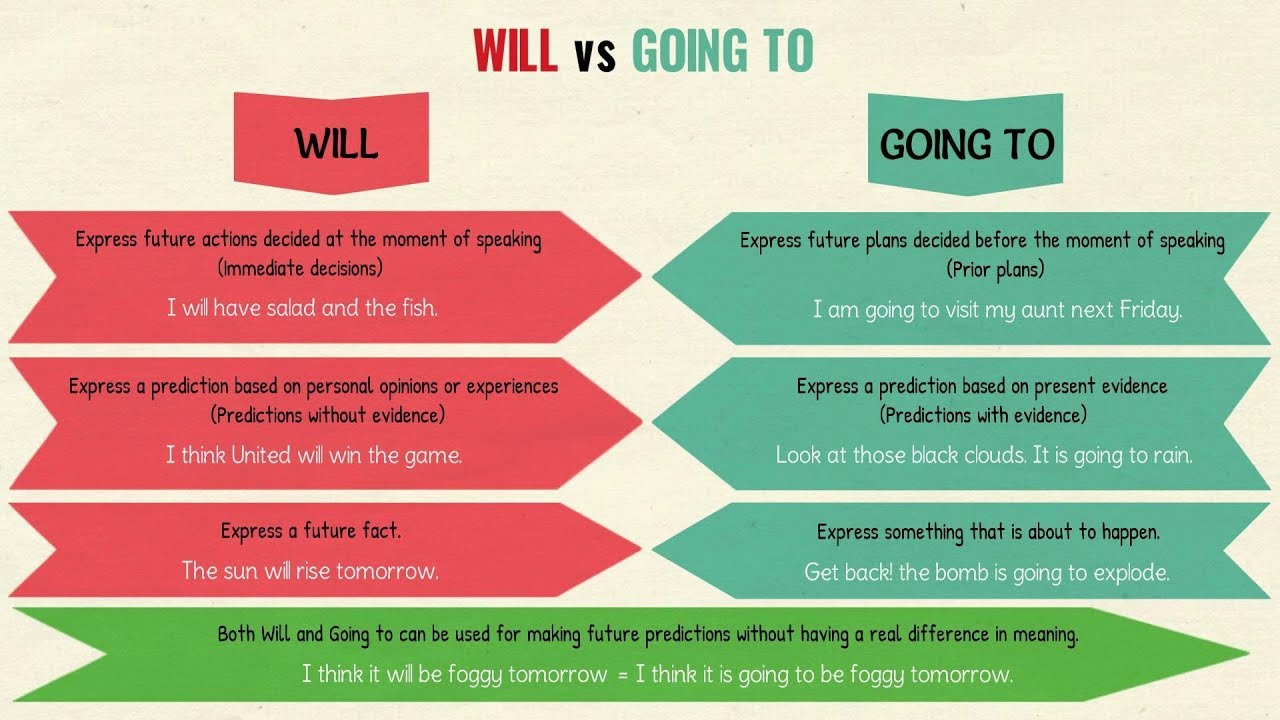 WILL vs GOING TO
WILL
Express future actions decided at the moment of speaking
(Immediate decisions)
I will have salad and the fish.
Express a prediction based on personal opinions or experiences
(Predictions without evidence)
I think United will win the game.
Express a future fact.
The sun will rise tomorrow.
GOING TO
Express future plans decided before the moment of speaking
(Prior plans)
I am going to visit my aunt next Friday.
Express a prediction based on present evidence
(Predictions with evidence)
Look at those black clouds. It is going to rain.
Express something that is about to happen.
Get back! the bomb is going to explode.
Both Will and Going to can be used for making future predictions without having a real difference in meaning.
I think it will be foggy tomorrow = I think it is going to be foggy tomorrow.